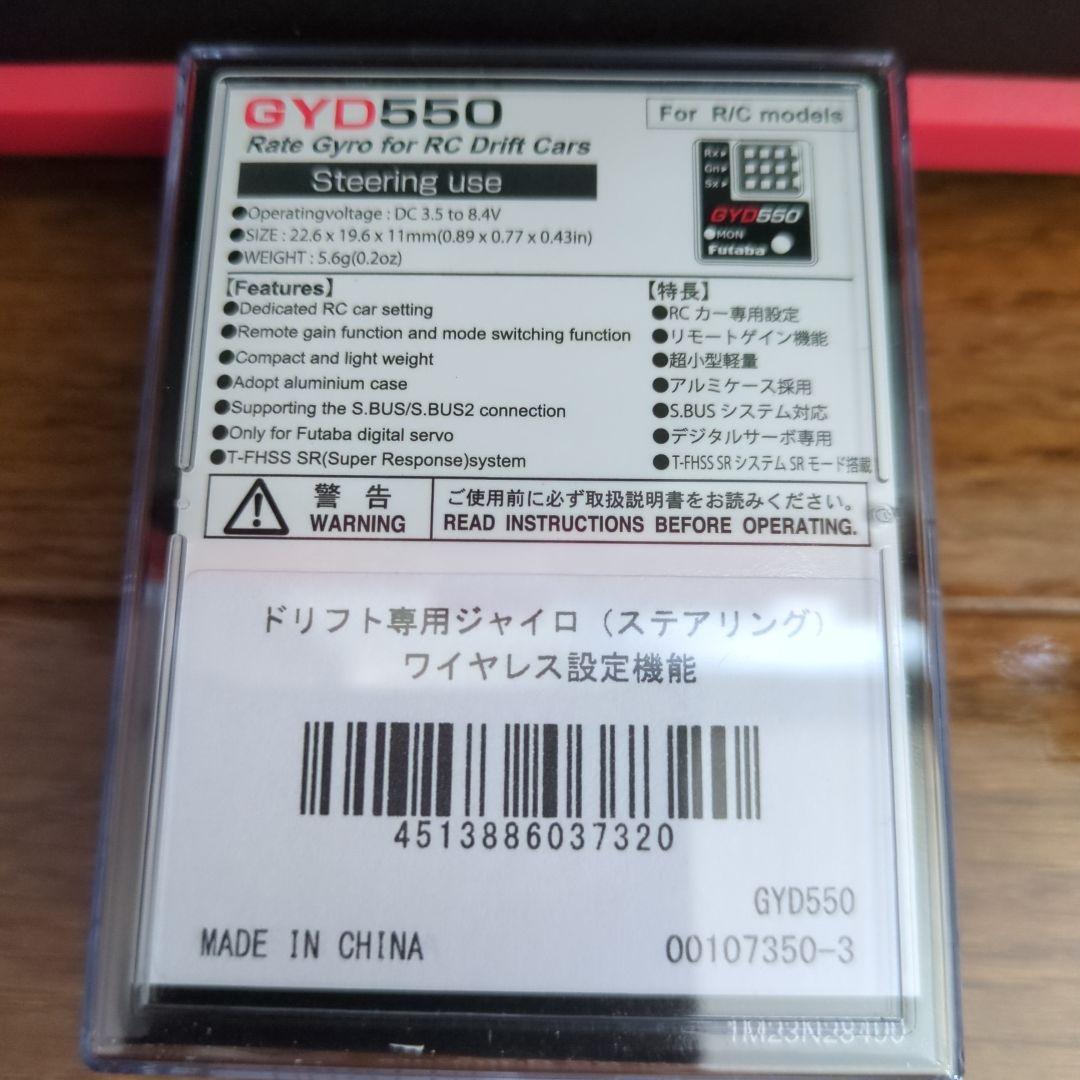 GYD550
For R/C models
Rate Gyro for RC Drift Cars
Steering use
●Operatingvoltage : DC 3.5 to 8.4V
●SIZE : 22.6 x 19.6 x 11mm(0.89 x 0.77 x 0.43in)
●WEIGHT : 5.6g(0.2oz)
Rx▶
Gn▶
Sx▶
GYD550
MON
Futaba
【Features】
●Dedicated RC car setting
●Remote gain function and mode switching function
●Compact and light weight
●Adopt aluminium case
●Supporting the S.BUS/S.BUS2 connection
●Only for Futaba digital servo
●T-FHSS SR(Super Response)system
【特長】
●RC カー専用設定
●リモートゲイン機能
●超小型軽量
●アルミケース採用
●S.BUS システム対応
●デジタルサーボ専用
●T-FHSS SR システム SR モード搭載
警告
WARNING
ご使用前に必ず取扱説明書をお読みください。
READ INSTRUCTIONS BEFORE OPERATING.
ドリフト専用ジャイロ（ステアリング）
ワイヤレス設定機能
4513886037320
GYD550
MADE IN CHINA
00107350-3